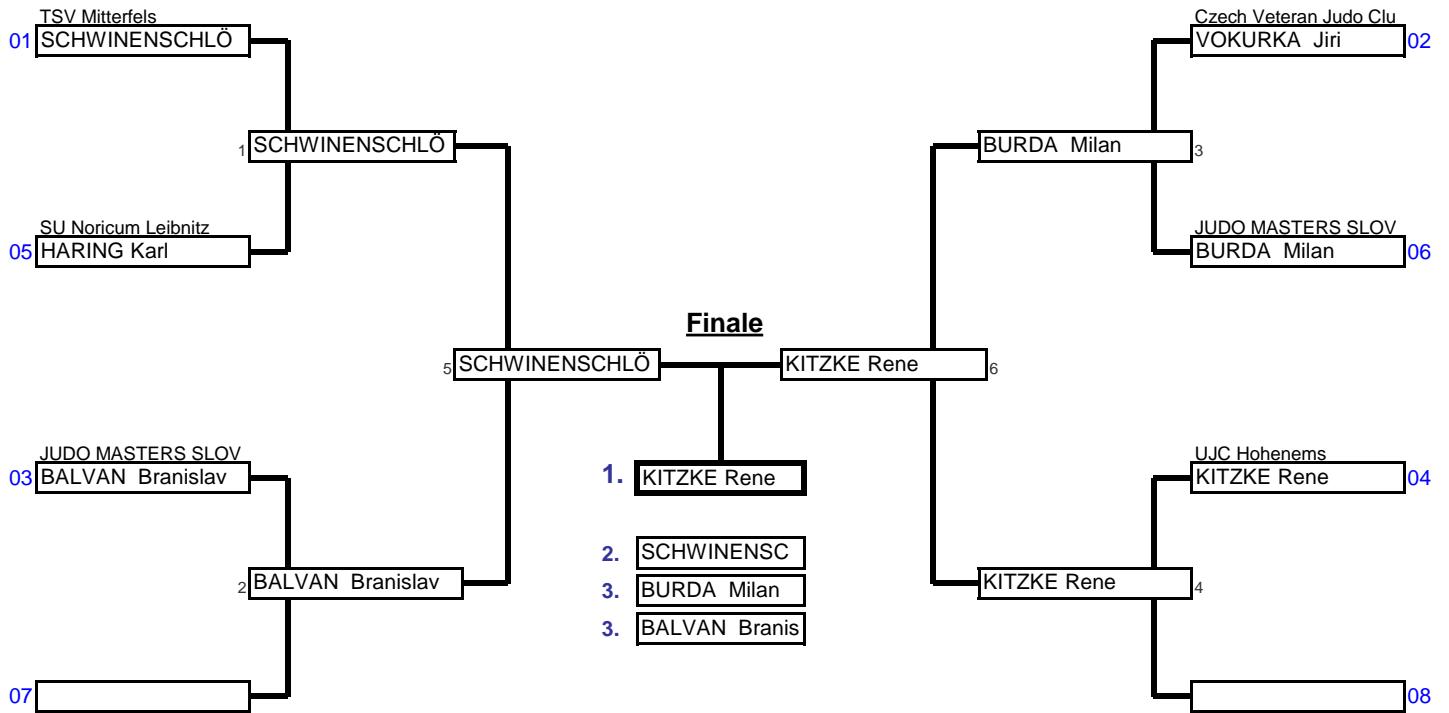 TSV Mitterfels
01 SCHWINENSCHLÖ
1 SCHWINENSCHLÖ
SU Noricum Leibnitz
05 HARING Karl
5 SCHWINENSCHLÖ
JUDO MASTERS SLOV
03 BALVAN  Branislav
2 BALVAN  Branislav
07
Finale
1. KITZKE Rene
2. SCHWINENSC
3. BURDA  Milan
3. BALVAN  Branis
Czech Veteran Judo Clu
VOKURKA  Jiri 02
BURDA  Milan 3
JUDO MASTERS SLOV
BURDA  Milan 06
KITZKE Rene 6
UJC Hohenems
KITZKE Rene 04
KITZKE Rene 4
08